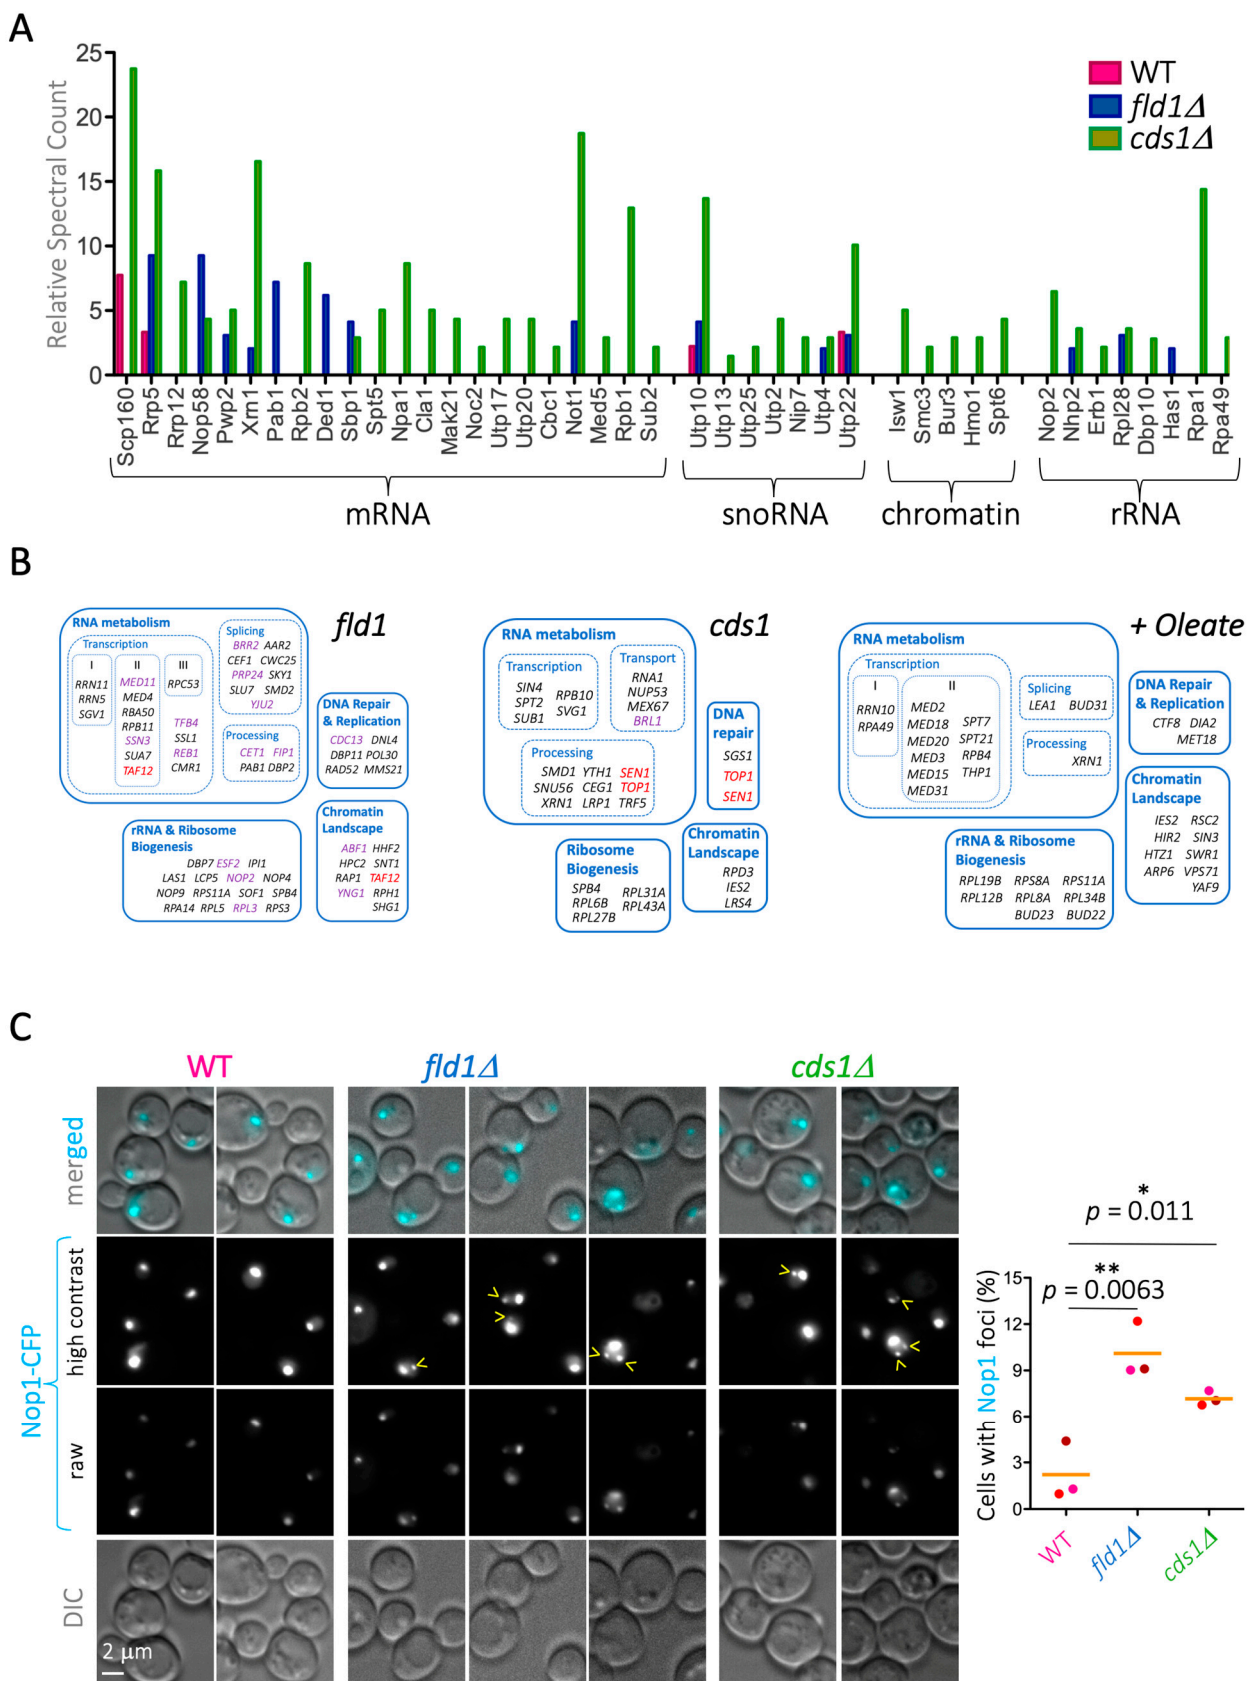 A
25
20
15
10
5
0
Relative Spectral Count
WT
fld1Δ
cds1Δ
Scp160
Rrp5
Rrp12
Nop58
Pwp2
Xrn1
Pab1
Rpb2
Ded1
Sbp1
Spt5
Npa1
Cla1
Mak21
Noc2
Utp17
Utp20
Cbc1
Not1
Med5
Rpb1
Sub2
Utp10
Utp13
Utp25
Utp2
Nip7
Utp4
Utp22
Isw1
Smc3
Bur3
Hmo1
Spt6
Nop2
Nhp2
Erb1
Rpl28
Dbp10
Has1
Rpa1
Rpa49
mRNA
snoRNA
chromatin
rRNA
B
fld1
RNA metabolism
Transcription
I
RRN11
RRN5
SGV1
II
MED11
MED4
RBA50
RPB11
SSN3
SUA7
TAF12
III
RPC53
TFB4
SSL1
REB1
CMR1
Splicing
BRR2 AAR2
CEF1 CWC25
PRP24 SKY1
SLU7 SMD2
YJU2
Processing
CET1 FIP1
PAB1 DBP2
DNA Repair
& Replication
CDC13 DNL4
DBP11 POL30
RAD52 MMS21
rRNA & Ribosome
Biogenesis
DBP7 ESF2 IPI1
LAS1 LCP5 NOP2 NOP4
NOP9 RPS11A SOF1 SPB4
RPA14 RPL5 RPL3 RPS3
Chromatin
Landscape
ABF1 HHF2
HPC2 SNT1
RAP1 TAF12
YNG1 RPH1
SHG1
cds1
RNA metabolism
Transcription
SIN4
SPT2
SUB1
RPB10
SVG1
Transport
RNA1
NUP53
MEX67
BRL1
Processing
SMD1 YTH1 SEN1
SNU56 CEG1 TOP1
XRN1 LRP1 TRF5
DNA
repair
SGS1
TOP1
SEN1
Ribosome
Biogenesis
SPB4
RPL6B
RPL27B
RPL31A
RPL43A
Chromatin
Landscape
RPD3
IES2
LRS4
+ Oleate
RNA metabolism
Transcription
I
RRN10
RPA49
II
MED2
MED18
MED20
MED3
MED15
MED31
SPT7
SPT21
RPB4
THP1
Splicing
LEA1 BUD31
Processing
XRN1
DNA Repair
& Replication
CTF8 DIA2
MET18
rRNA & Ribosome
Biogenesis
RPL19B RPS8A RPS11A
RPL12B RPL8A RPL34B
BUD23 BUD22
Chromatin
Landscape
IES2 RSC2
HIR2 SIN3
HTZ1 SWR1
ARP6 VPS71
YAF9
C
WT
fld1Δ
cds1Δ
merged
Nop1-CFP
high contrast
raw
DIC
2 μm
*
p = 0.011
**
p = 0.0063
Cells with Nop1 foci (%)
15
12
9
6
3
0
WT
fld1Δ
cds1Δ